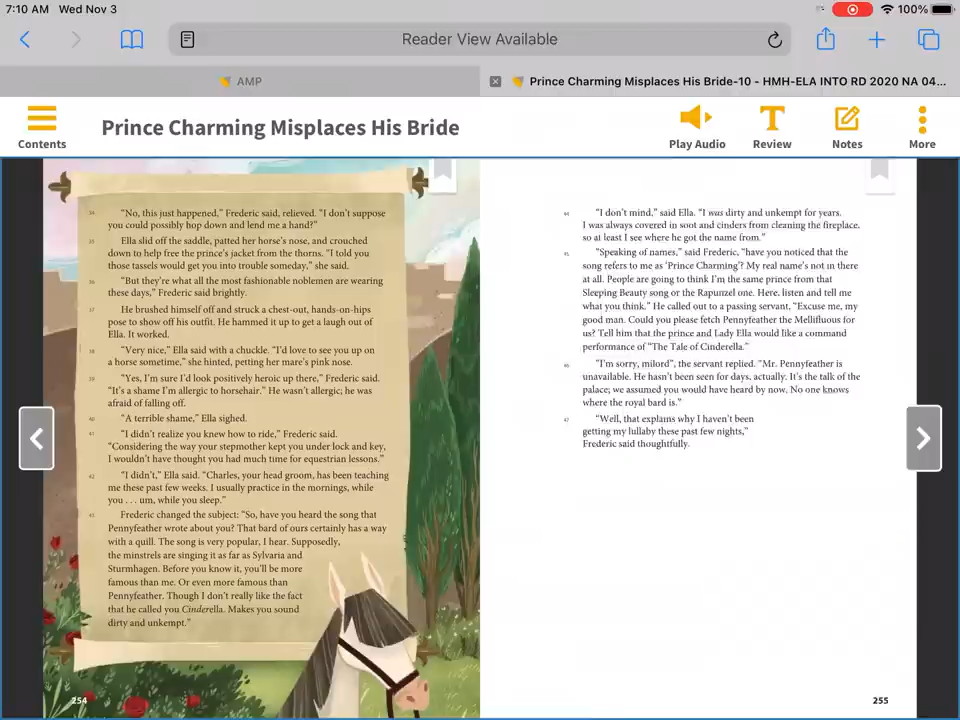 7:10 AM Wed Nov 3
100%
Reader View Available
AMP
Prince Charming Misplaces His Bride-10 - HMH-ELA INTO RD 2020 NA 04...
Contents
Prince Charming Misplaces His Bride
Play Audio
Review
Notes
More
34 “No, this just happened,” Frederic said, relieved. “I don’t suppose
you could possibly hop down and lend me a hand?”
35 Ella slid off the saddle, patted her horse’s nose, and crouched
down to help free the prince’s jacket from the thorns. “I told you
those tassels would get you into trouble someday,” she said.
36 “But they’re what all the most fashionable noblemen are wearing
these days,” Frederic said brightly.
37 He brushed himself off and struck a chest-out, hands-on-hips
pose to show off his outfit. He hammed it up to get a laugh out of
Ella. It worked.
38 “Very nice,” Ella said with a chuckle. “I’d love to see you up on
a horse sometime,” she hinted, petting her mare’s pink nose.
39 “Yes, I’m sure I’d look positively heroic up there,” Frederic said.
“It’s a shame I’m allergic to horsehair.” He wasn’t allergic; he was
afraid of falling off.
40 “A terrible shame,” Ella sighed.
41 “I didn’t realize you knew how to ride,” Frederic said.
“Considering the way your stepmother kept you under lock and key,
I wouldn’t have thought you had much time for equestrian lessons.”
42 “I didn’t,” Ella said. “Charles, your head groom, has been teaching
me these past few weeks. I usually practice in the mornings, while
you . . . um, while you sleep.”
43 Frederic changed the subject: “So, have you heard the song that
Pennyfeather wrote about you? That bard of ours certainly has a way
with a quill. The song is very popular, I hear. Supposedly,
the minstrels are singing it as far as Sylvaria and
Sturmhagen. Before you know it, you’ll be more
famous than me. Or even more famous than
Pennyfeather. Though I don’t really like the fact
that he called you Cinderella. Makes you sound
dirty and unkempt.”
254
44 “I don’t mind,” said Ella. “I was dirty and unkempt for years.
I was always covered in soot and cinders from cleaning the fireplace,
so at least I see where he got the name from.”
45 “Speaking of names,” said Frederic, “have you noticed that the
song refers to me as ‘Prince Charming’? My real name’s not in there
at all. People are going to think I’m the same prince from that
Sleeping Beauty song or the Rapunzel one. Here, listen and tell me
what you think.” He called out to a passing servant, “Excuse me, my
good man. Could you please fetch Pennyfeather the Mellifluous for
us? Tell him that the prince and Lady Ella would like a command
performance of “The Tale of Cinderella.”
46 “I’m sorry, milord”, the servant replied. “Mr. Pennyfeather is
unavailable. He hasn’t been seen for days, actually. It’s the talk of the
palace; we assumed you would have heard by now. No one knows
where the royal bard is.”
47 “Well, that explains why I haven’t been
getting my lullaby these past few nights,”
Frederic said thoughtfully.
255